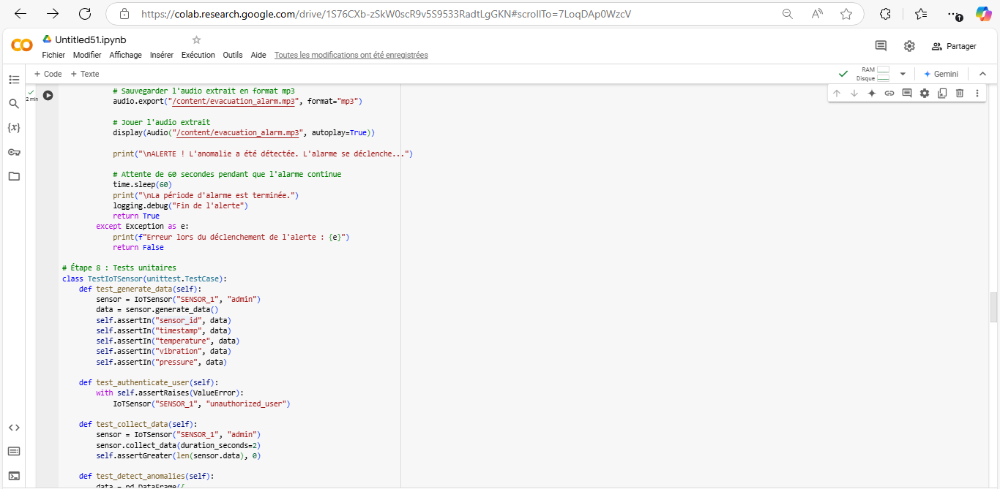 https://colab.research.google.com/drive/1S76CXb-zSkW0scR9v5S9533RadtLgGKN#scrollTo=7LoqDAp0WzcV
Untitled51.ipynb
Fichier Modifier Affichage Insérer Exécution Outils Aide Toutes les modifications ont été enregistrées
Partager
+ Code + Texte
RAM
Disque
Gemini
2 min
# Sauvegarder l'audio extrait en format mp3
audio.export("/content/evacuation_alarm.mp3", format="mp3")
# Jouer l'audio extrait
display(Audio("/content/evacuation_alarm.mp3", autoplay=True))
print("\nALERTE ! L'anomalie a été détectée. L'alarme se déclenche...")
# Attente de 60 secondes pendant que l'alarme continue
time.sleep(60)
print("\nLa période d'alarme est terminée.")
logging.debug("Fin de l'alerte")
return True
except Exception as e:
print(f"Erreur lors du déclenchement de l'alerte : {e}")
return False
# Étape 8 : Tests unitaires
class TestIoTSensor(unittest.TestCase):
def test_generate_data(self):
sensor = IoTSensor("SENSOR_1", "admin")
data = sensor.generate_data()
self.assertIn("sensor_id", data)
self.assertIn("timestamp", data)
self.assertIn("temperature", data)
self.assertIn("vibration", data)
self.assertIn("pressure", data)
def test_authenticate_user(self):
with self.assertRaises(ValueError):
IoTSensor("SENSOR_1", "unauthorized_user")
def test_collect_data(self):
sensor = IoTSensor("SENSOR_1", "admin")
sensor.collect_data(duration_seconds=2)
self.assertGreater(len(sensor.data), 0)
def test_detect_anomalies(self):
data = pd.DataFrame({